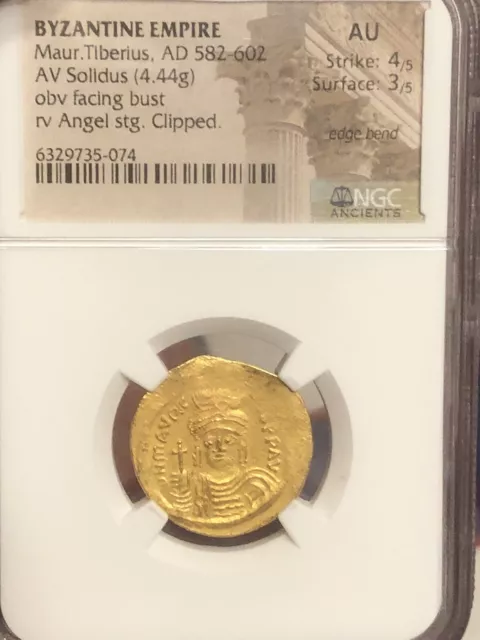 BYZANTINE EMPIRE
Maur.Tiberius, AD 582-602
AV Solidus (4.44g)
obv facing bust
rv Angel stg. Clipped.
6329735-074
AU
Strike: 4/5
Surface: 3/5
edge bend
NGC
ANCIENTS